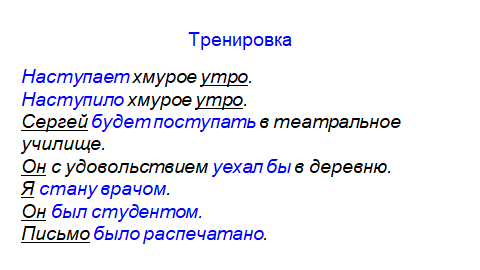 Тренировка
Наступает хмурое утро.
Наступило хмурое утро.
Сергей будет поступать в театральное
училище.
Он с удовольствием уехал бы в деревню.
Я стану врачом.
Он был студентом.
Письмо было распечатано.